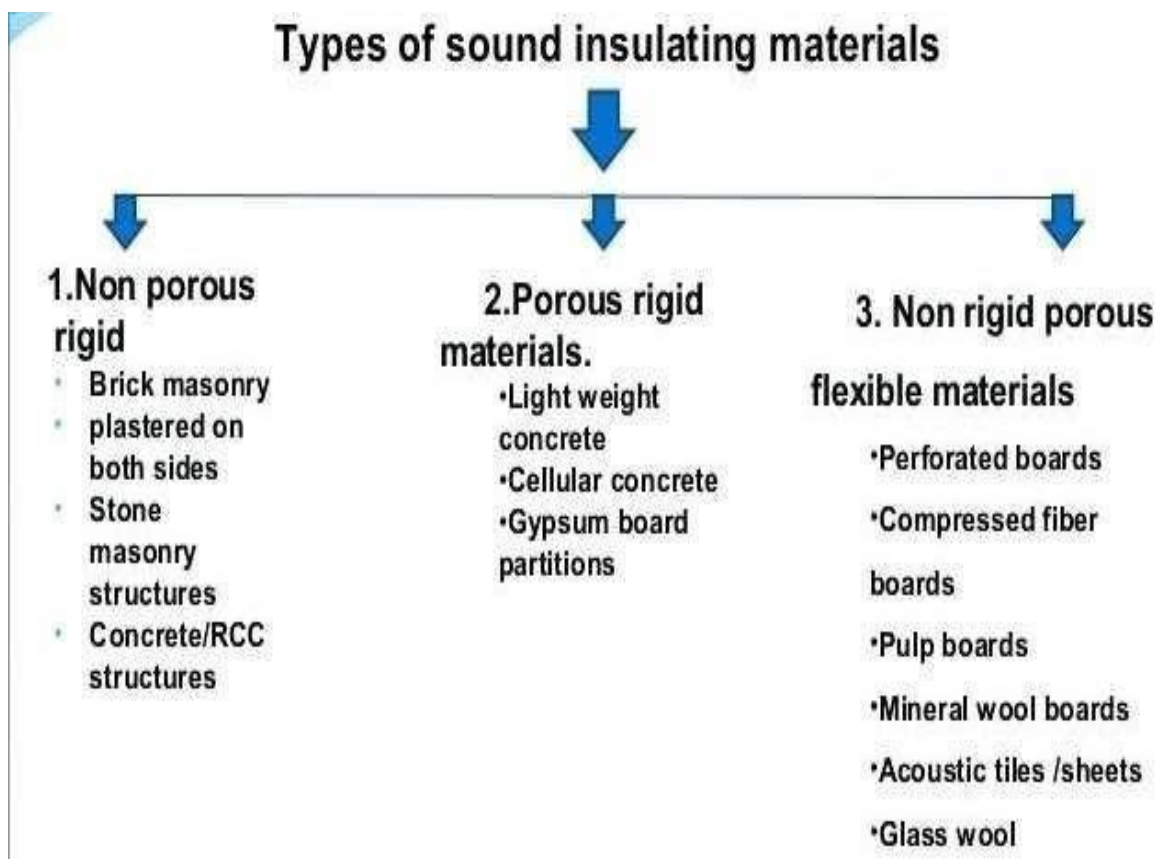 Types of sound insulating materials
1.Non porous
rigid
• Brick masonry
• plastered on
both sides
• Stone
masonry
structures
• Concrete/RCC
structures
2.Porous rigid
materials.
•Light weight
concrete
•Cellular concrete
•Gypsum board
partitions
3. Non rigid porous
flexible materials
•Perforated boards
•Compressed fiber
boards
•Pulp boards
•Mineral wool boards
•Acoustic tiles /sheets
•Glass wool